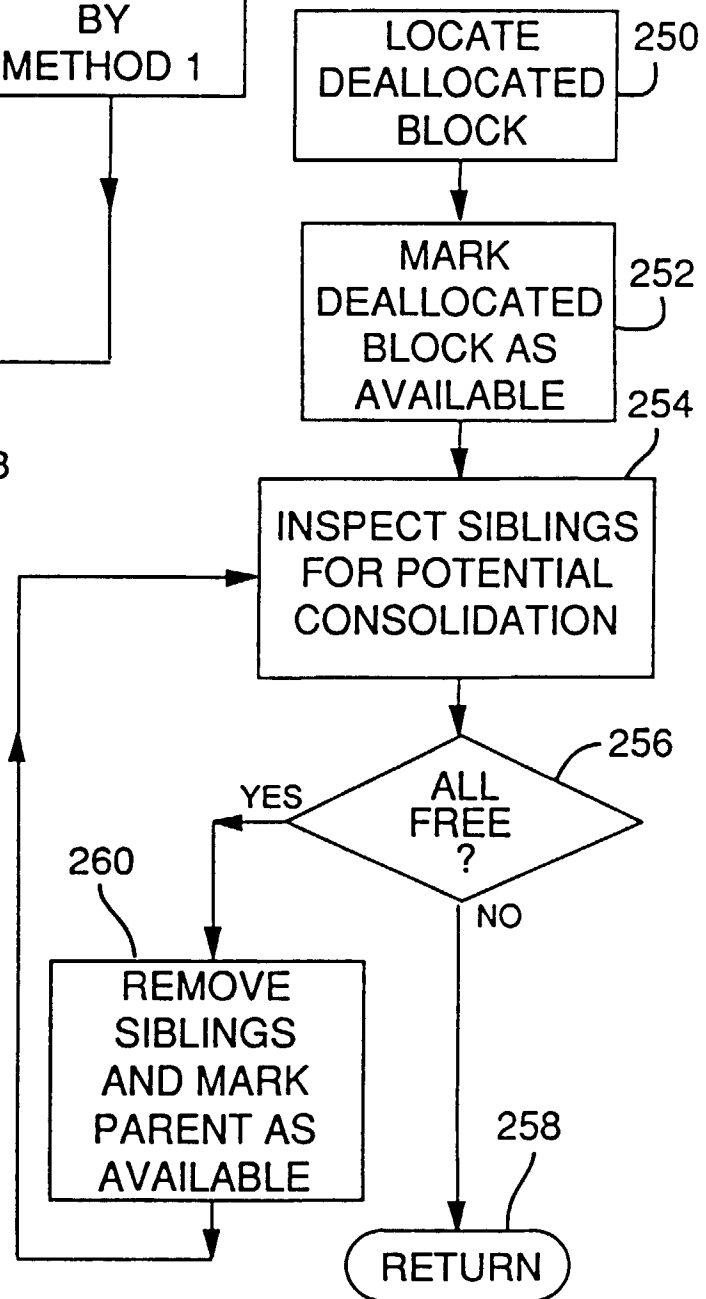 BY
METHOD 1
LOCATE
DEALLOCATED
BLOCK
250
MARK
DEALLOCATED
BLOCK AS
AVAILABLE
252
254
INSPECT SIBLINGS
FOR POTENTIAL
CONSOLIDATION
256
ALL
FREE
?
YES
NO
260
REMOVE
SIBLINGS
AND MARK
PARENT AS
AVAILABLE
258
RETURN